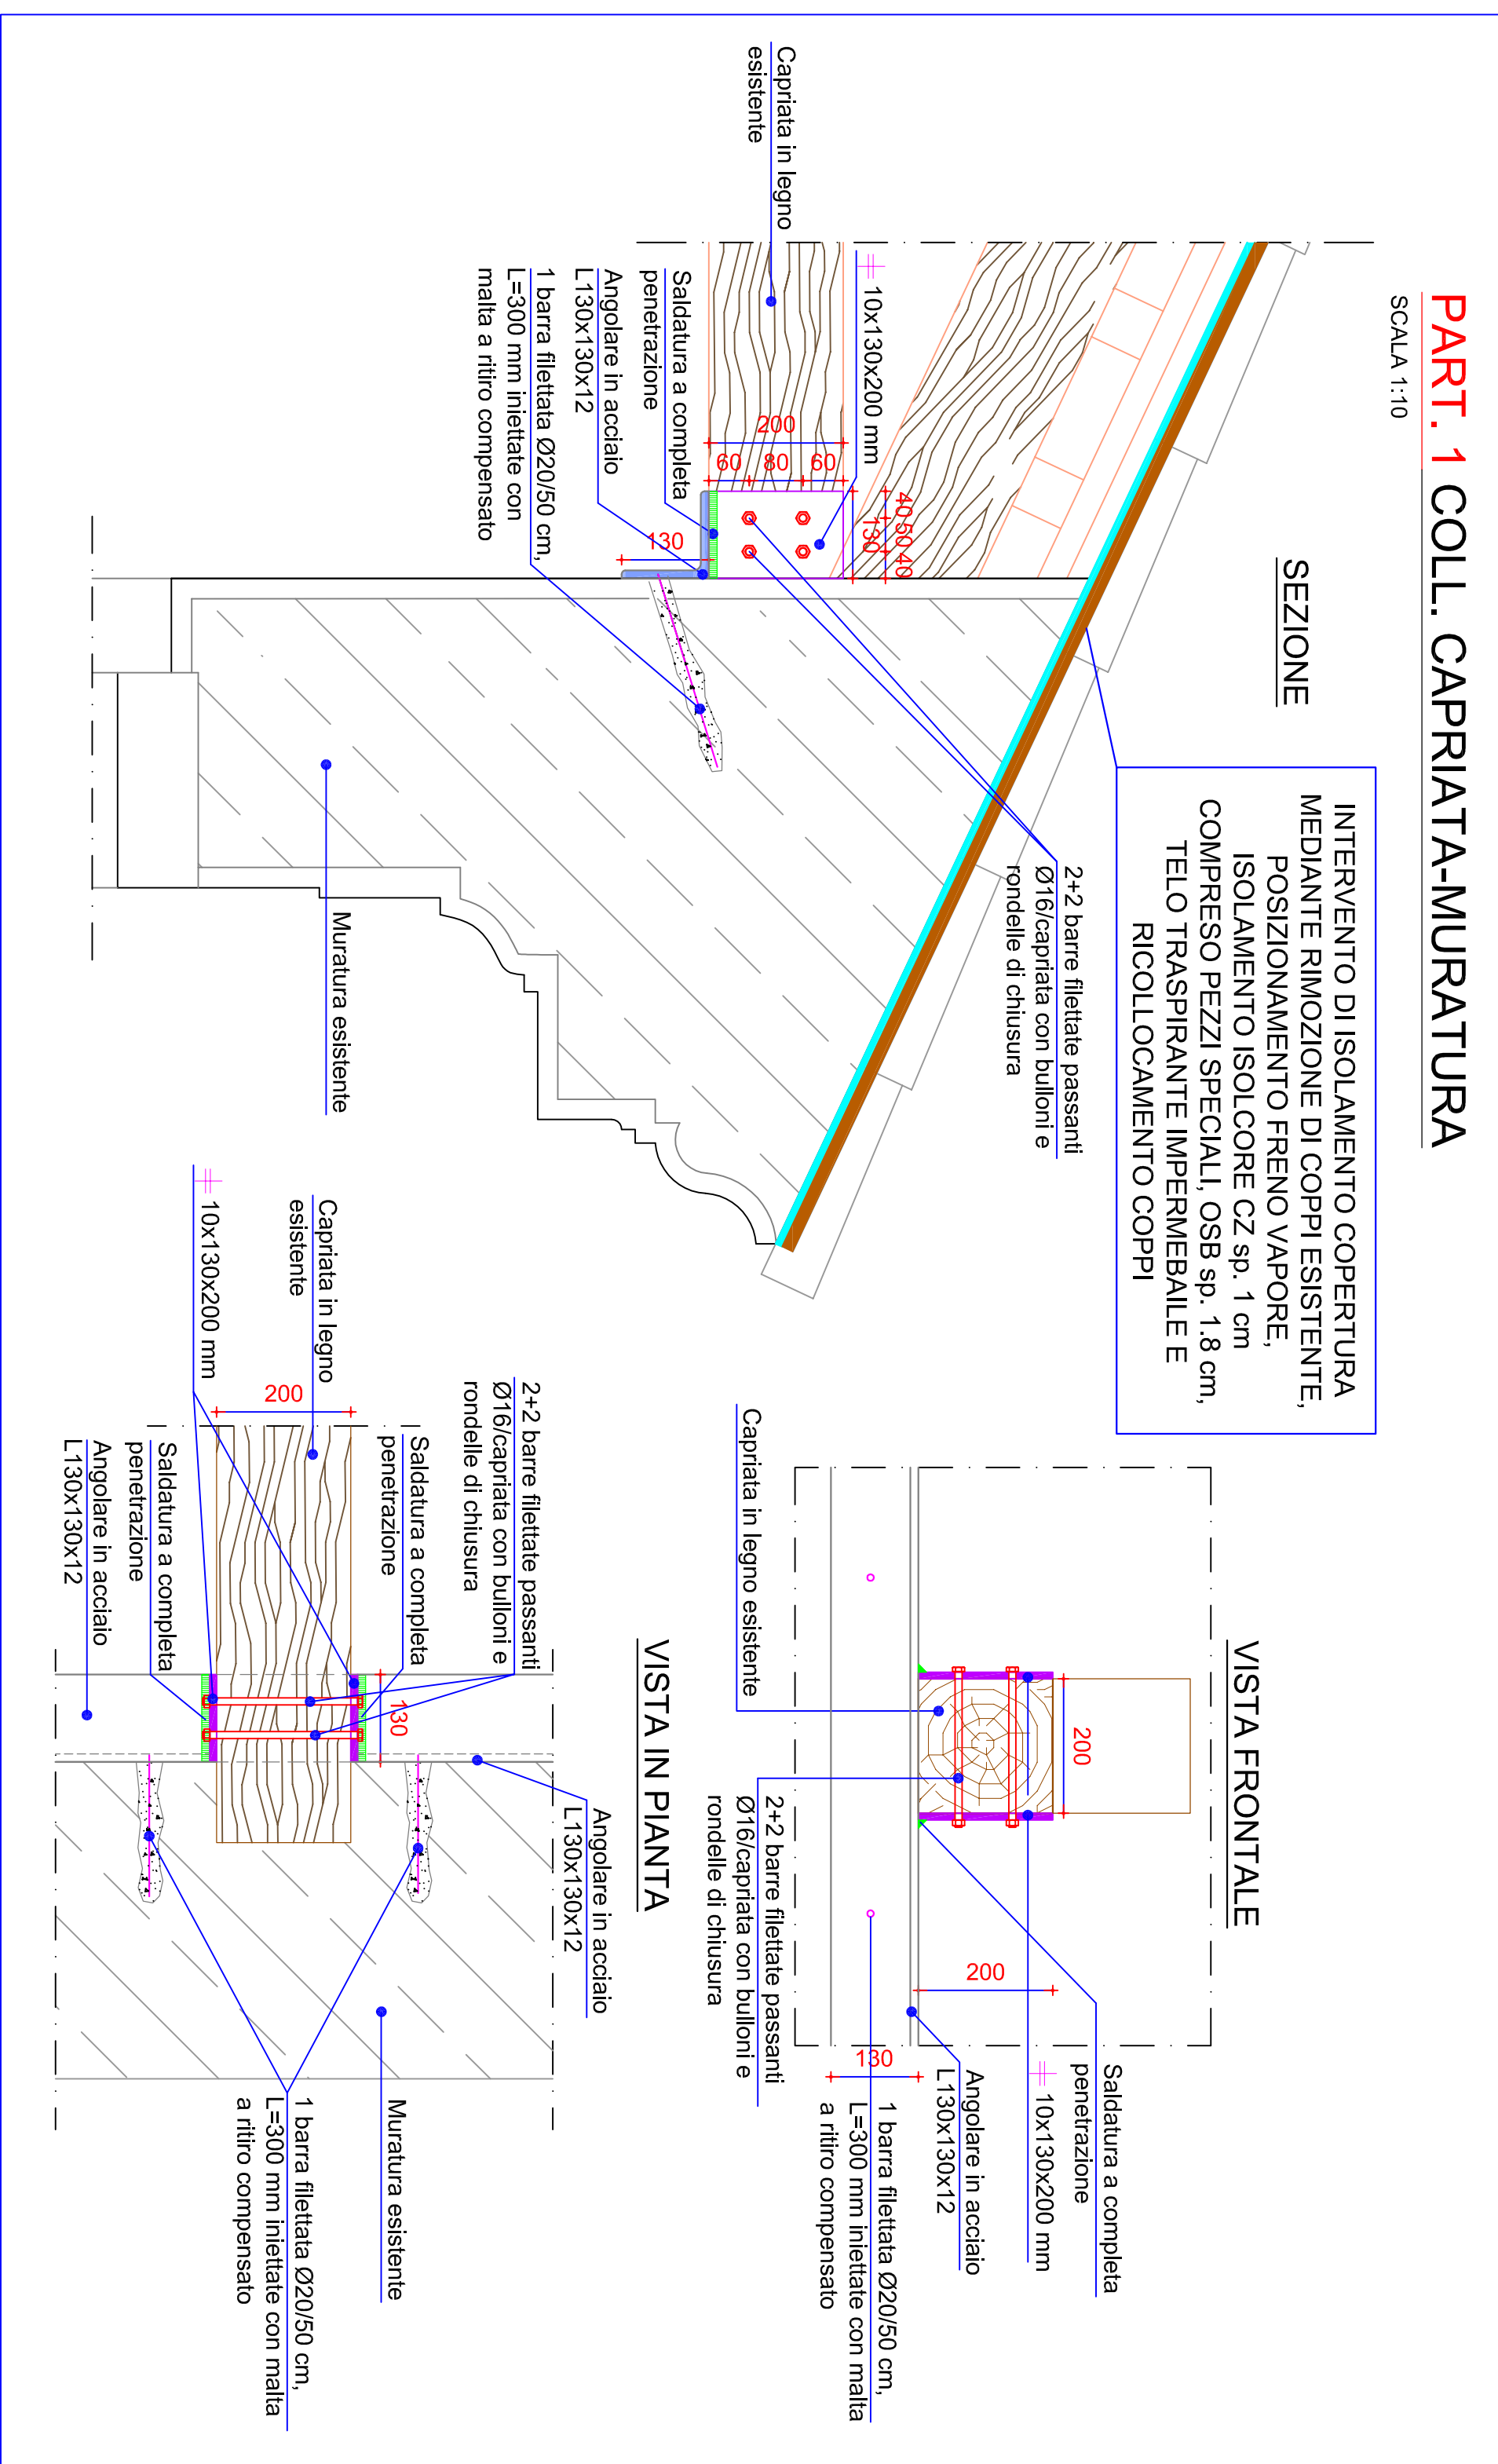 PART. 1 COLL. CAPRIATA-MURATURA
SCALA 1:10
SEZIONE
INTERVENTO DI ISOLAMENTO COPERTURA
MEDIANTE RIMOZIONE DI COPPI ESISTENTE,
POSIZIONAMENTO FRENO VAPORE,
ISOLAMENTO ISOLCORE CZ sp. 1 cm
COMPRESO PEZZI SPECIALI, OSB sp. 1.8 cm,
TELO TRASPIRANTE IMPERMEBAILE E
RICOLLOCAMENTO COPPI
2+2 barre filettate passanti
Ø16/capriata con bulloni e
rondelle di chiusura
Capriata in legno
esistente
10x130x200 mm
Saldatura a completa
penetrazione
Angolare in acciaio
L130x130x12
1 barra filettata Ø20/50 cm,
L=300 mm iniettate con
malta a ritiro compensato
200
60
80
60
40
50
40
130
130
Muratura esistente
VISTA FRONTALE
200
200
130
Capriata in legno esistente
2+2 barre filettate passanti
Ø16/capriata con bulloni e
rondelle di chiusura
Saldatura a completa
penetrazione
10x130x200 mm
Angolare in acciaio
L130x130x12
1 barra filettata Ø20/50 cm,
L=300 mm iniettate con malta
a ritiro compensato
VISTA IN PIANTA
2+2 barre filettate passanti
Ø16/capriata con bulloni e
rondelle di chiusura
Saldatura a completa
penetrazione
Capriata in legno
esistente
10x130x200 mm
200
130
Saldatura a completa
penetrazione
Angolare in acciaio
L130x130x12
Angolare in acciaio
L130x130x12
Muratura esistente
1 barra filettata Ø20/50 cm,
L=300 mm iniettate con malta
a ritiro compensato